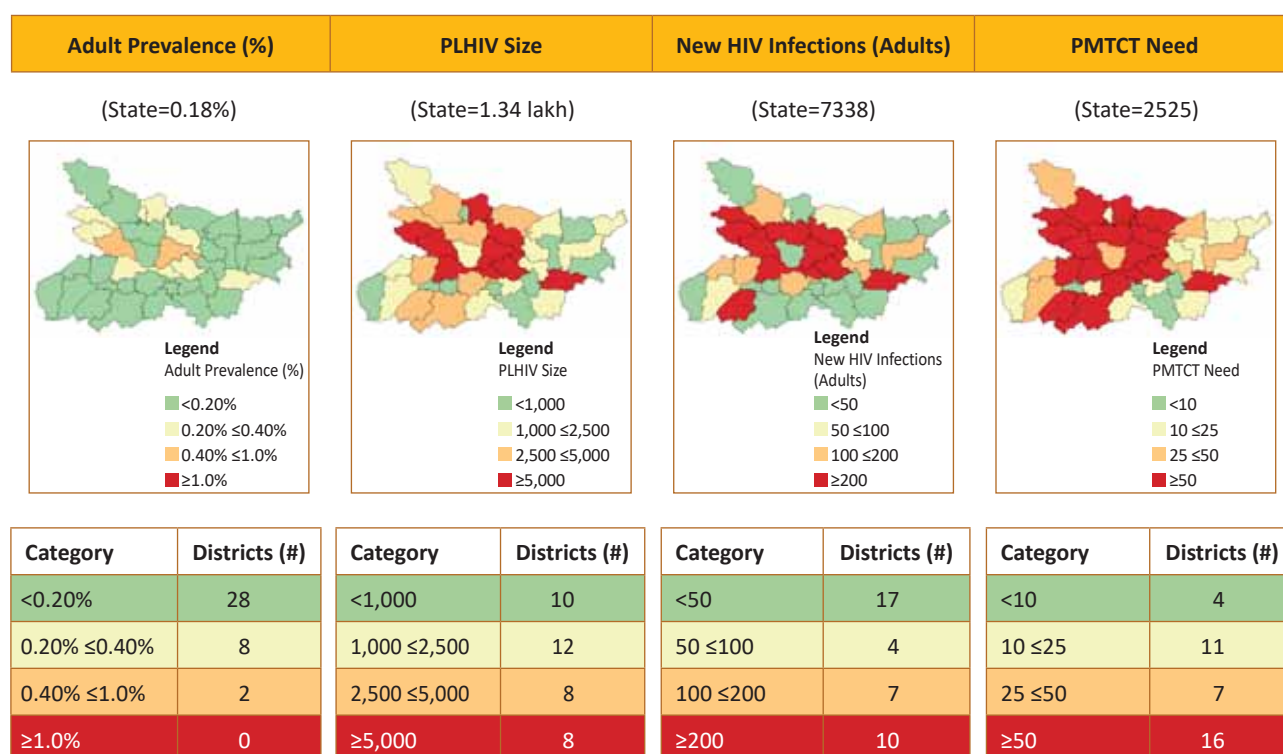 Adult Prevalence (%) PLHIV Size New HIV Infections (Adults) PMTCT Need
(State=0.18%) (State=1.34 lakh) (State=7338) (State=2525)
Legend
Adult Prevalence (%)
<0.20%
0.20% ≤0.40%
0.40% ≤1.0%
≥1.0%
Legend
PLHIV Size
<1,000
1,000 ≤2,500
2,500 ≤5,000
≥5,000
Legend
New HIV Infections
(Adults)
<50
50 ≤100
100 ≤200
≥200
Legend
PMTCT Need
<10
10 ≤25
25 ≤50
≥50
Category Districts (#)
<0.20% 28
0.20% ≤0.40% 8
0.40% ≤1.0% 2
≥1.0% 0
Category Districts (#)
<1,000 10
1,000 ≤2,500 12
2,500 ≤5,000 8
≥5,000 8
Category Districts (#)
<50 17
50 ≤100 4
100 ≤200 7
≥200 10
Category Districts (#)
<10 4
10 ≤25 11
25 ≤50 7
≥50 16